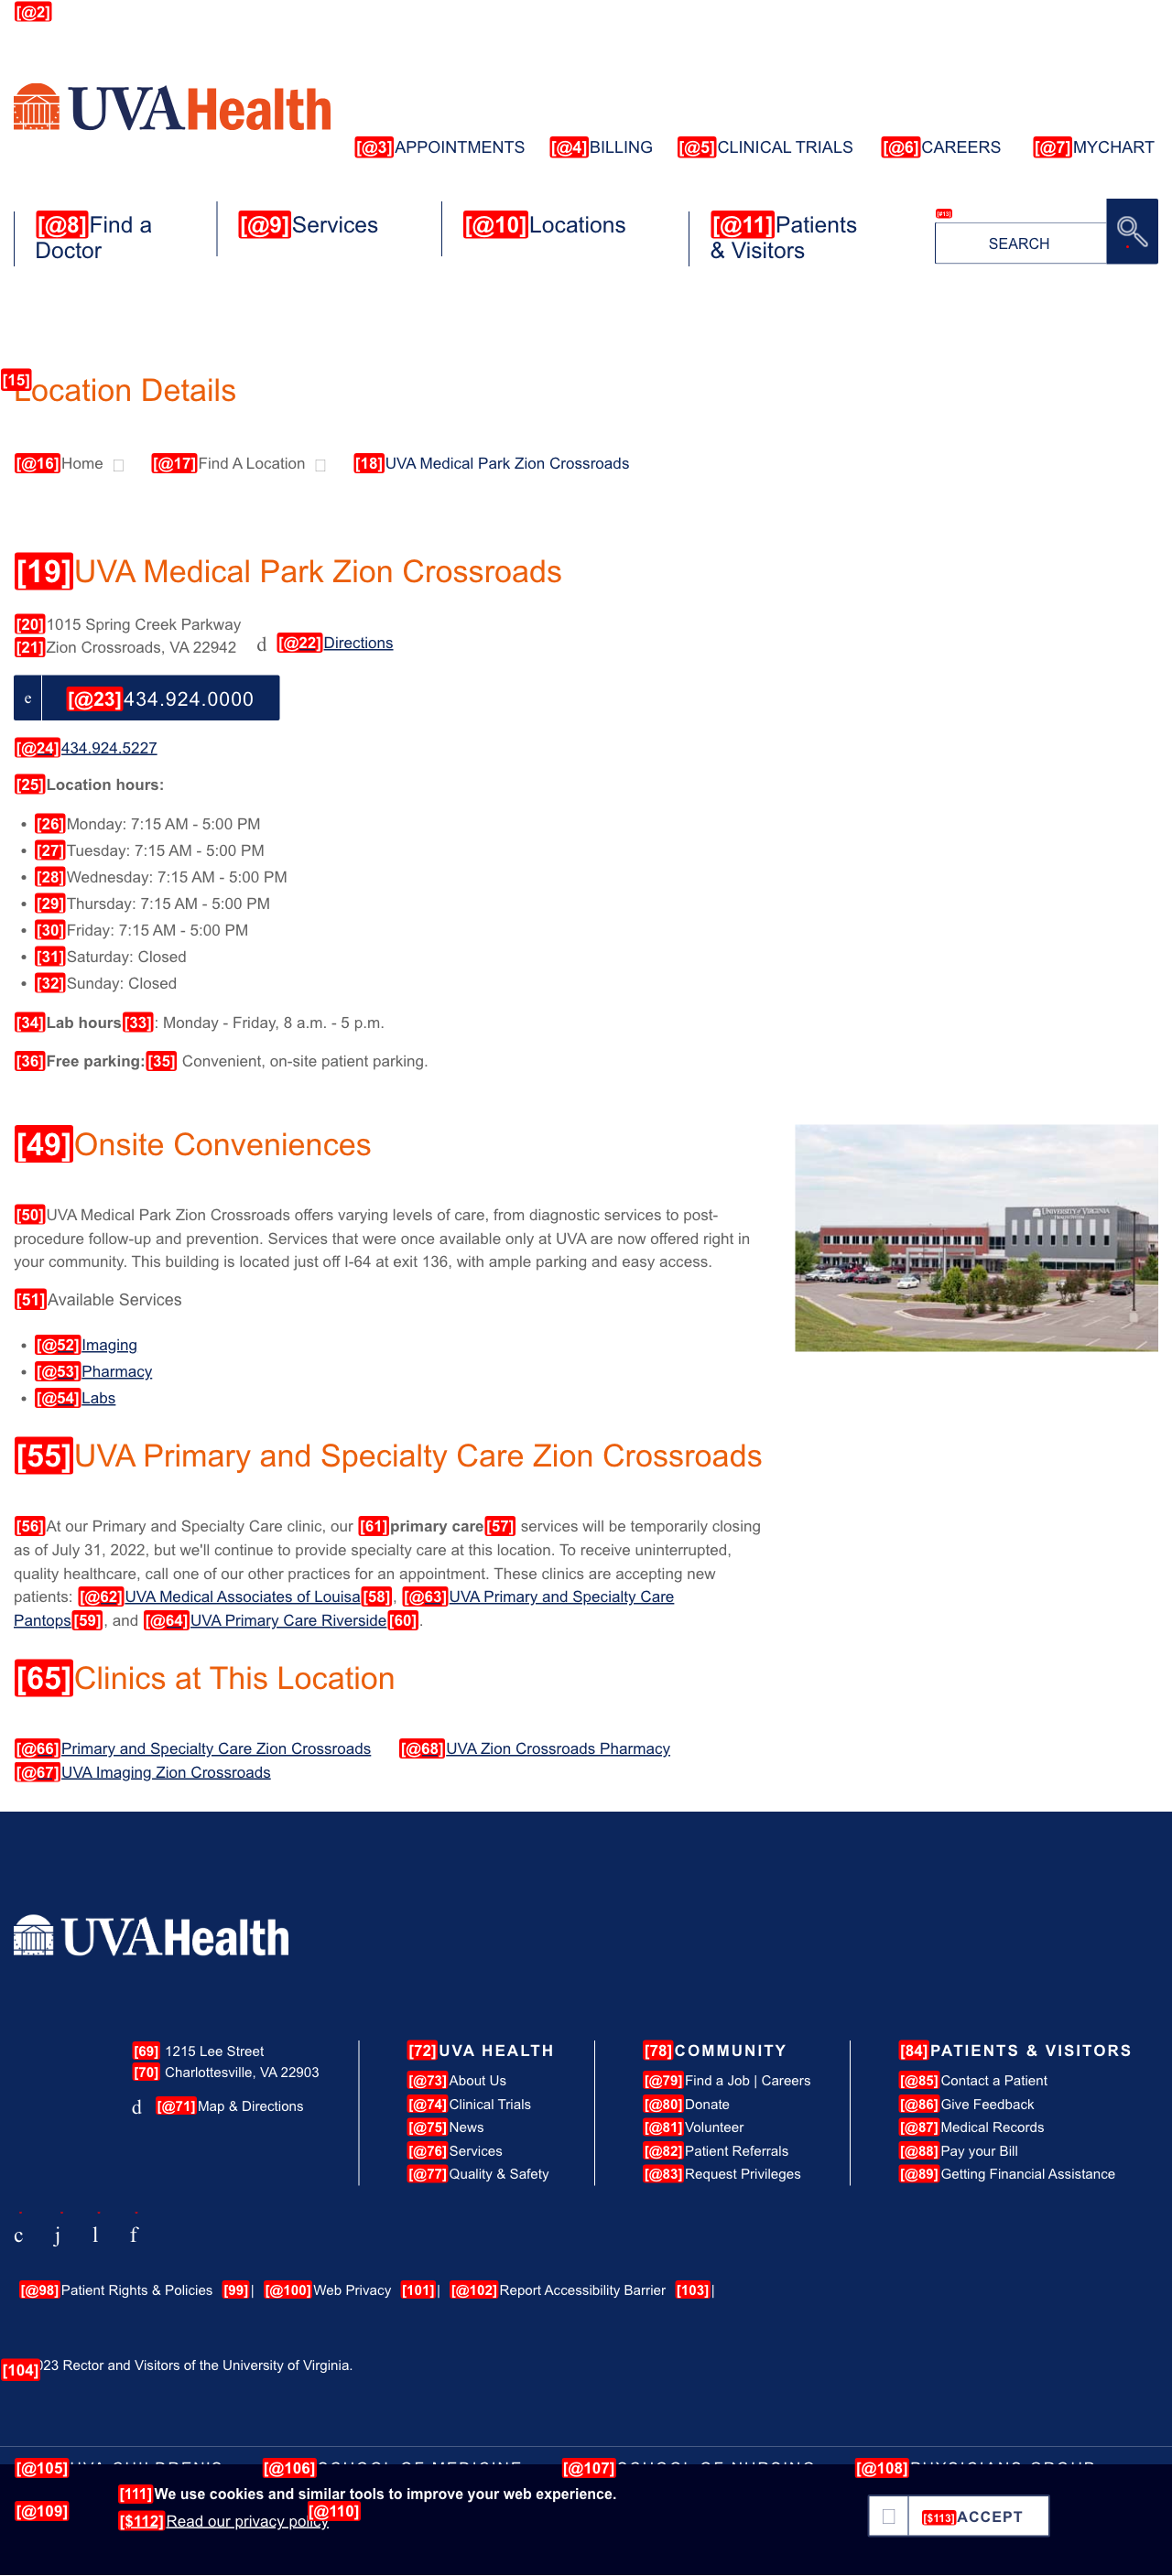 [@2]
UVAHealth
[@3]APPOINTMENTS [@4]BILLING [@5]CLINICAL TRIALS [@6]CAREERS [@7]MYCHART
[@8]Find a
Doctor
[@9]Services
[@10]Locations
[@11]Patients
& Visitors
SEARCH
[15]
Location Details
[@16]Home [@17]Find A Location [18]UVA Medical Park Zion Crossroads
[19]UVA Medical Park Zion Crossroads
[20]1015 Spring Creek Parkway
[21]Zion Crossroads, VA 22942 d [@22]Directions
e [@23]434.924.0000
[@24]434.924.5227
[25]Location hours:
• [26]Monday: 7:15 AM - 5:00 PM
• [27]Tuesday: 7:15 AM - 5:00 PM
• [28]Wednesday: 7:15 AM - 5:00 PM
• [29]Thursday: 7:15 AM - 5:00 PM
• [30]Friday: 7:15 AM - 5:00 PM
• [31]Saturday: Closed
• [32]Sunday: Closed
[34]Lab hours[33]: Monday - Friday, 8 a.m. - 5 p.m.
[36]Free parking:[35] Convenient, on-site patient parking.
[49]Onsite Conveniences
[50]UVA Medical Park Zion Crossroads offers varying levels of care, from diagnostic services to post-
procedure follow-up and prevention. Services that were once available only at UVA are now offered right in
your community. This building is located just off I-64 at exit 136, with ample parking and easy access.
UNIVERSITY OF VIRGINIA
[51]Available Services
• [@52]Imaging
• [@53]Pharmacy
• [@54]Labs
[55]UVA Primary and Specialty Care Zion Crossroads
[56]At our Primary and Specialty Care clinic, our [61]primary care[57] services will be temporarily closing
as of July 31, 2022, but we'll continue to provide specialty care at this location. To receive uninterrupted,
quality healthcare, call one of our other practices for an appointment. These clinics are accepting new
patients: [@62]UVA Medical Associates of Louisa[58], [@63]UVA Primary and Specialty Care
Pantops[59], and [@64]UVA Primary Care Riverside[60].
[65]Clinics at This Location
[@66]Primary and Specialty Care Zion Crossroads [@68]UVA Zion Crossroads Pharmacy
[@67]UVA Imaging Zion Crossroads
UVAHealth
[69] 1215 Lee Street
[70] Charlottesville, VA 22903
d [@71]Map & Directions
[72]UVA HEALTH
[@73]About Us
[@74]Clinical Trials
[@75]News
[@76]Services
[@77]Quality & Safety
[78]COMMUNITY
[@79]Find a Job | Careers
[@80]Donate
[@81]Volunteer
[@82]Patient Referrals
[@83]Request Privileges
[84]PATIENTS & VISITORS
[@85]Contact a Patient
[@86]Give Feedback
[@87]Medical Records
[@88]Pay your Bill
[@89]Getting Financial Assistance
c j l f
[@98]Patient Rights & Policies [99]| [@100]Web Privacy [101]| [@102]Report Accessibility Barrier [103]|
[104]023 Rector and Visitors of the University of Virginia.
[@105]UVA CHILDREN'S [@106]SCHOOL OF MEDICINE [@107]SCHOOL OF NURSING [@108]PHYSICIANS GROUP
[111]We use cookies and similar tools to improve your web experience.
[@109] [$112]Read our privacy policy [@110]
[$113]ACCEPT